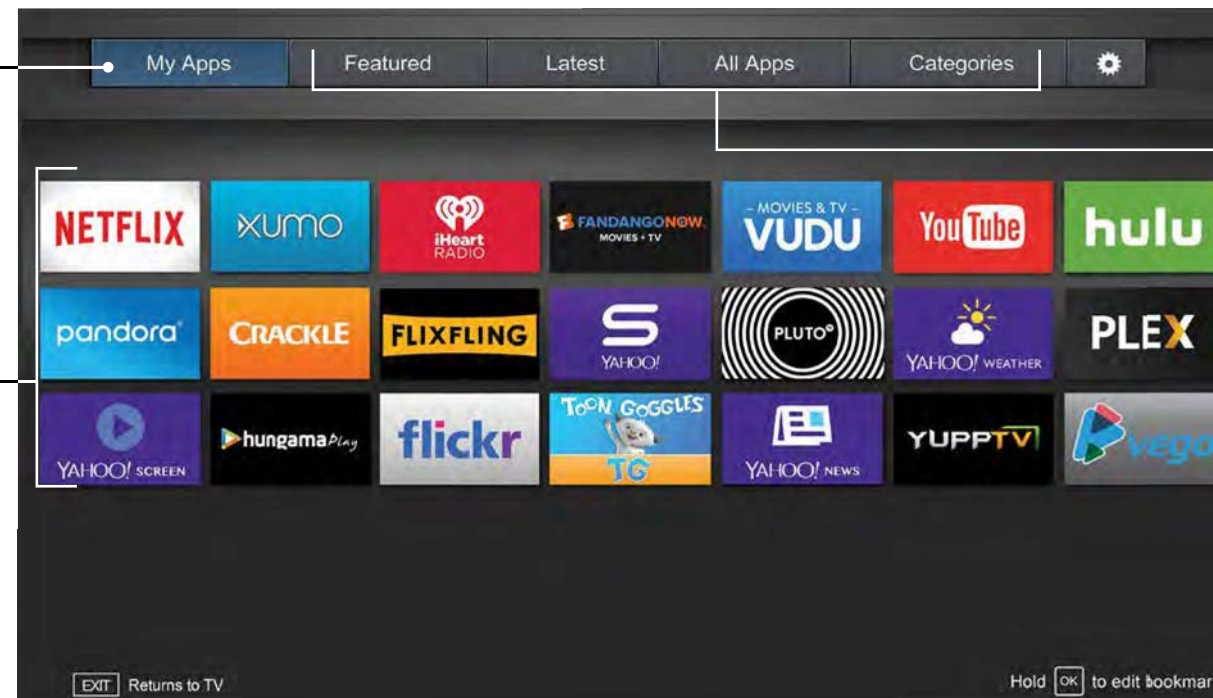 My Apps Featured Latest All Apps Categories
NETFLIX XUMO iHeart RADIO FANDANGONOW MOVIES + TV - MOVIES & TV - VUDU YouTube hulu
pandora® CRACKLE FLIXFLING S YAHOO! PLUTO YAHOO! WEATHER PLEX
YAHOO! SCREEN hungama PLAY flickr TOON GOGGLES TG YAHOO! NEWS YUPPTV vego
EXIT Returns to TV Hold OK to edit bookmar